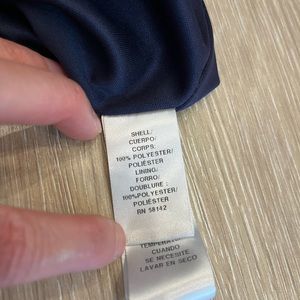 SHELL/
CUERPO/
CORPS:
100% POLYESTER/
POLIÉSTER
LINING/
FORRO/
DOUBLURE :
100%POLYESTER/
POLIÉSTER
RN 58142
TEMPERATURA
CUANDO
SE NECESITE
LAVAR EN SECO